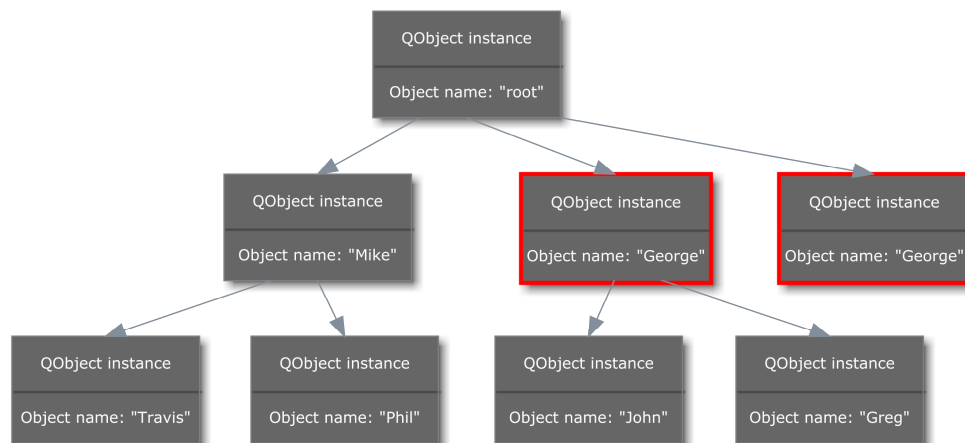 QObject instance
Object name: "root"
QObject instance
Object name: "Mike"
QObject instance
Object name: "George"
QObject instance
Object name: "George"
QObject instance
Object name: "Travis"
QObject instance
Object name: "Phil"
QObject instance
Object name: "John"
QObject instance
Object name: "Greg"